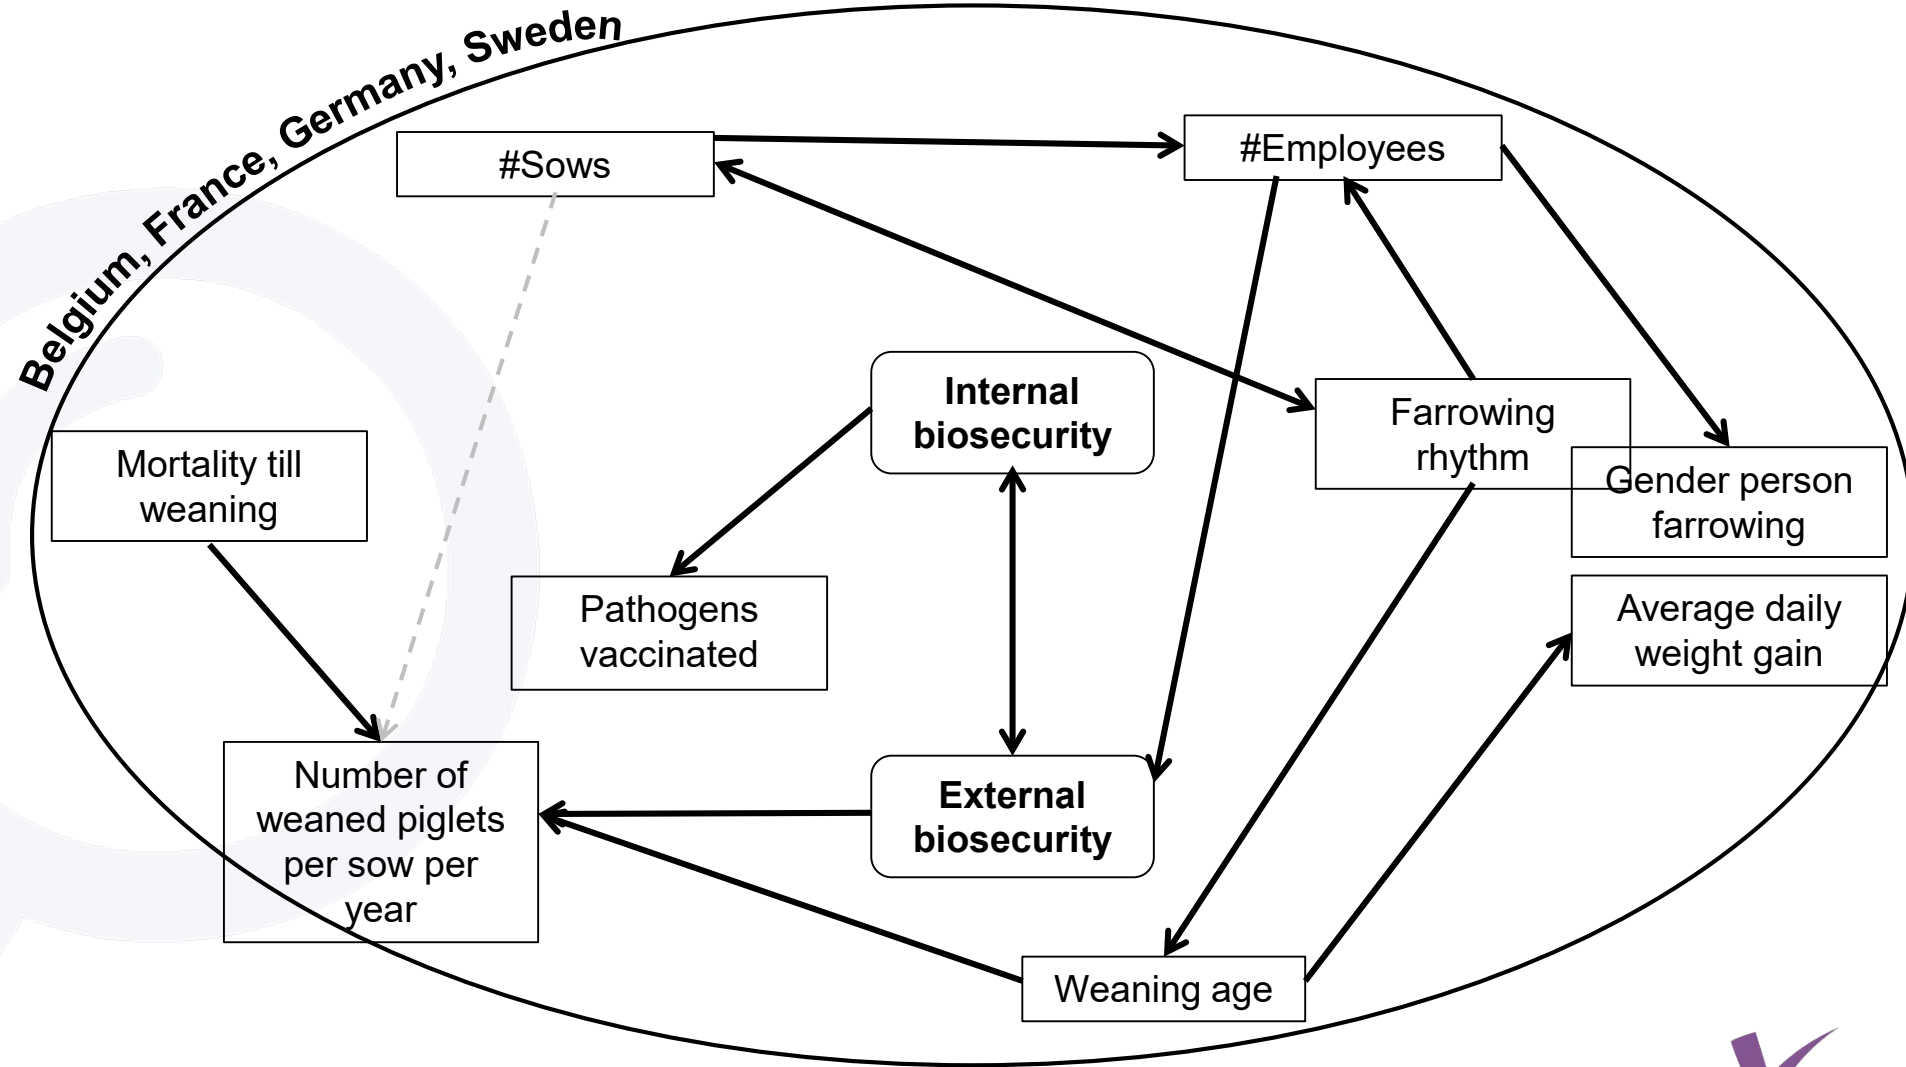 Belgium, France, Germany, Sweden
#Sows
#Employees
Internal
biosecurity
Farrowing
rhythm
Mortality till
weaning
Gender person
farrowing
Pathogens
vaccinated
Average daily
weight gain
Number of
weaned piglets
per sow per
year
External
biosecurity
Weaning age